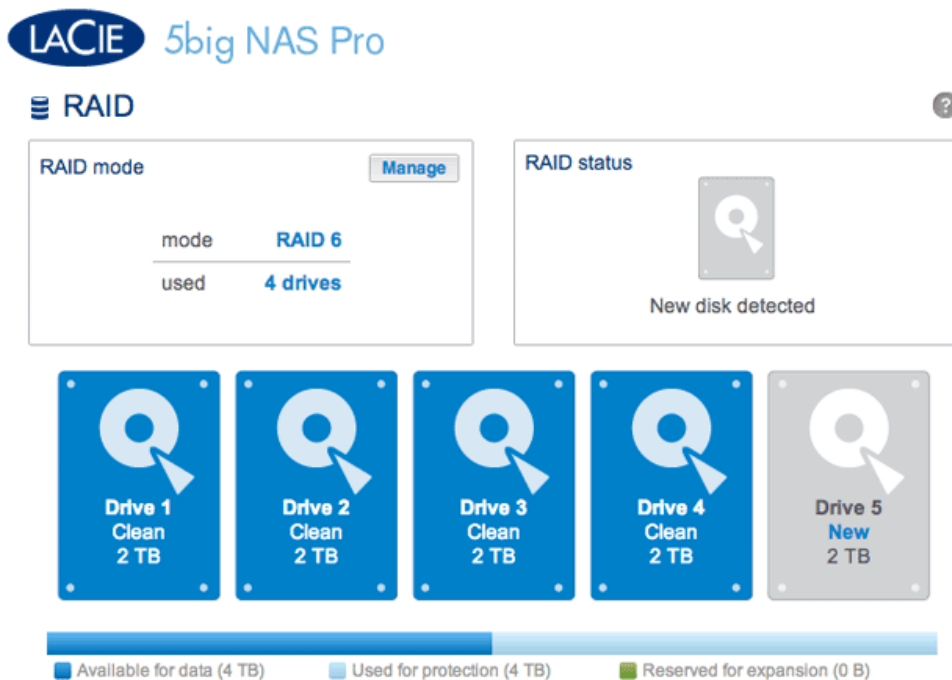 LACIE 5big NAS Pro
RAID
?
RAID mode
Manage
mode RAID 6
used 4 drives
RAID status
New disk detected
Drive 1
Clean
2 TB
Drive 2
Clean
2 TB
Drive 3
Clean
2 TB
Drive 4
Clean
2 TB
Drive 5
New
2 TB
Available for data (4 TB) Used for protection (4 TB) Reserved for expansion (0 B)